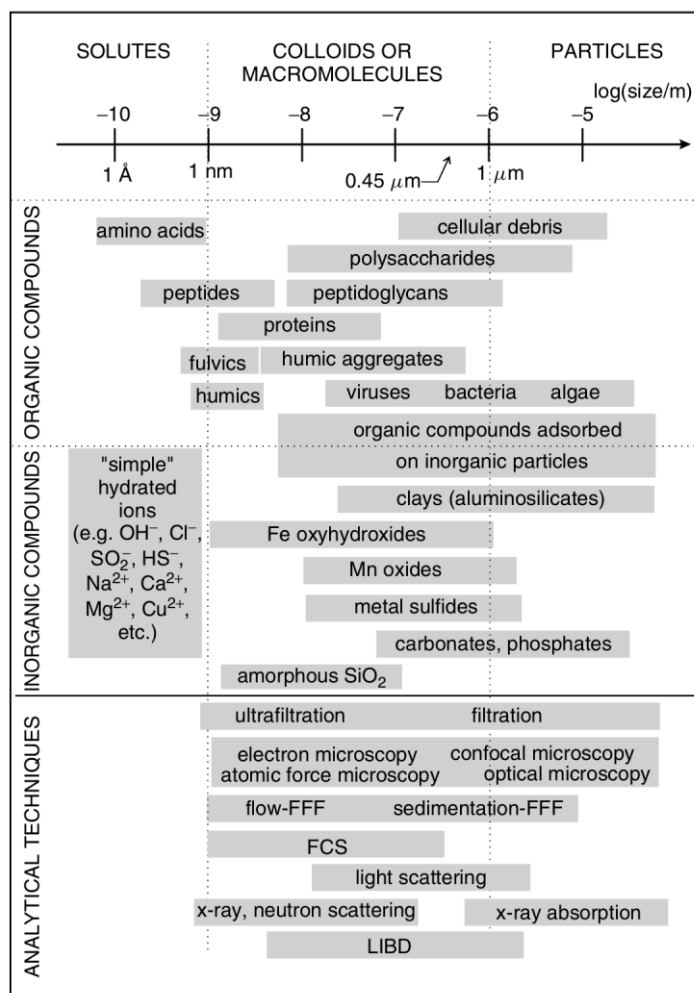 SOLUTES
COLLOIDS OR
MACROMOLECULES
PARTICLES
log(size/m)
–10
–9
–8
–7
–6
–5
1 Å
1 nm
0.45 μm
1 μm
ORGANIC COMPOUNDS
amino acids
cellular debris
polysaccharides
peptides
peptidoglycans
proteins
fulvics
humic aggregates
humics
viruses bacteria algae
organic compounds adsorbed
on inorganic particles
INORGANIC COMPOUNDS
"simple"
hydrated
ions
(e.g. OH⁻, Cl⁻,
SO₂⁻, HS⁻,
Na²⁺, Ca²⁺,
Mg²⁺, Cu²⁺,
etc.)
clays (aluminosilicates)
Fe oxyhydroxides
Mn oxides
metal sulfides
carbonates, phosphates
amorphous SiO₂
ANALYTICAL TECHNIQUES
ultrafiltration
filtration
electron microscopy
atomic force microscopy
confocal microscopy
optical microscopy
flow-FFF
sedimentation-FFF
FCS
light scattering
x-ray, neutron scattering
x-ray absorption
LIBD